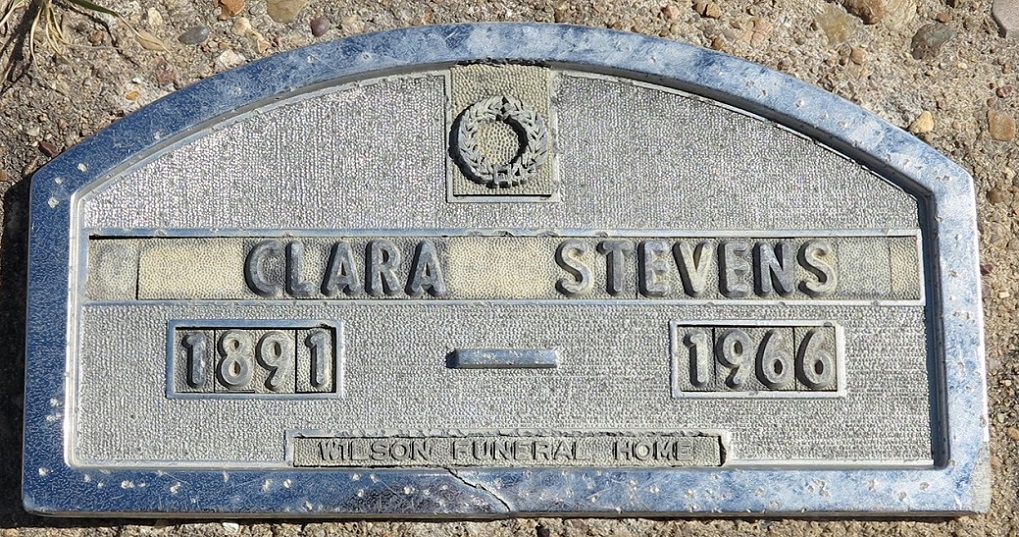 CLARA STEVENS
1891 — 1966
WILSON FUNERAL HOME